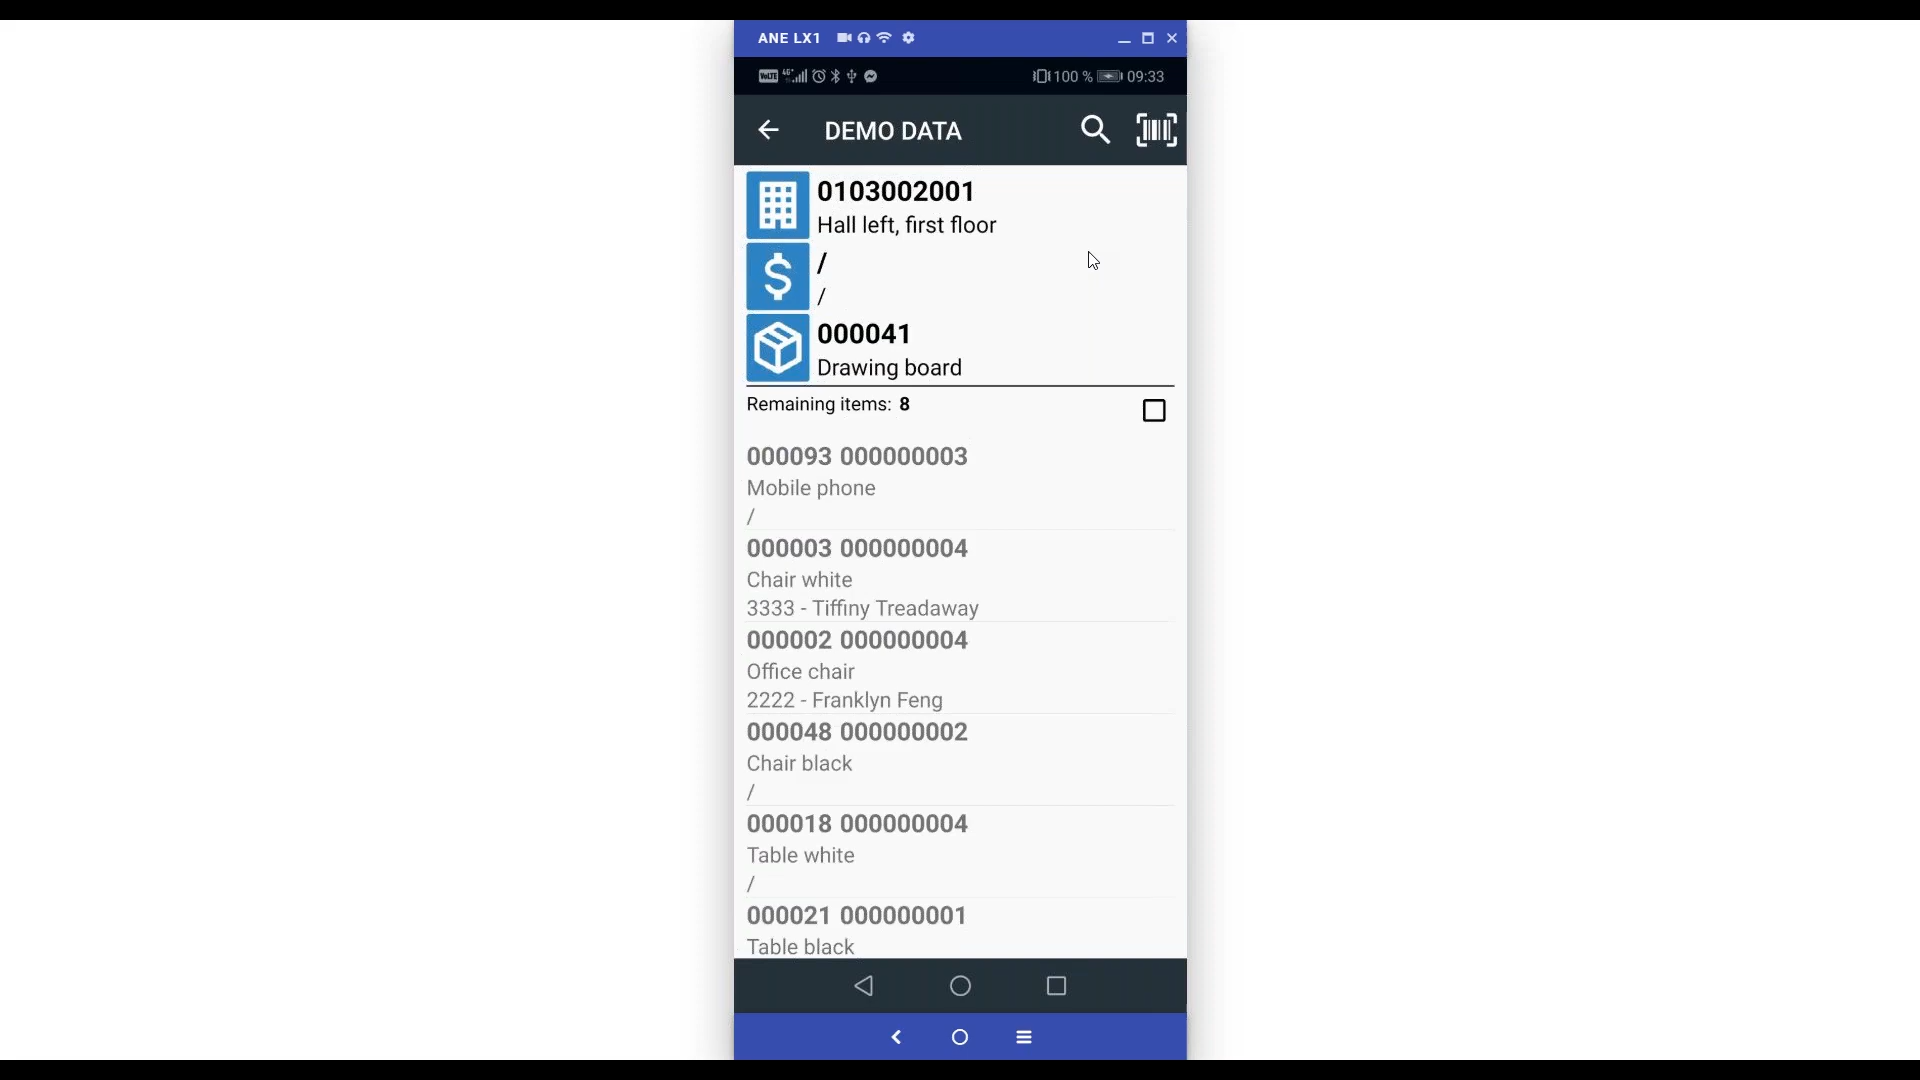 ANE LX1
VoLTE 4G+ 100 % 09:33
DEMO DATA
0103002001
Hall left, first floor
$ /
/
000041
Drawing board
Remaining items: 8
000093 000000003
Mobile phone
/
000003 000000004
Chair white
3333 - Tiffiny Treadaway
000002 000000004
Office chair
2222 - Franklyn Feng
000048 000000002
Chair black
/
000018 000000004
Table white
/
000021 000000001
Table black